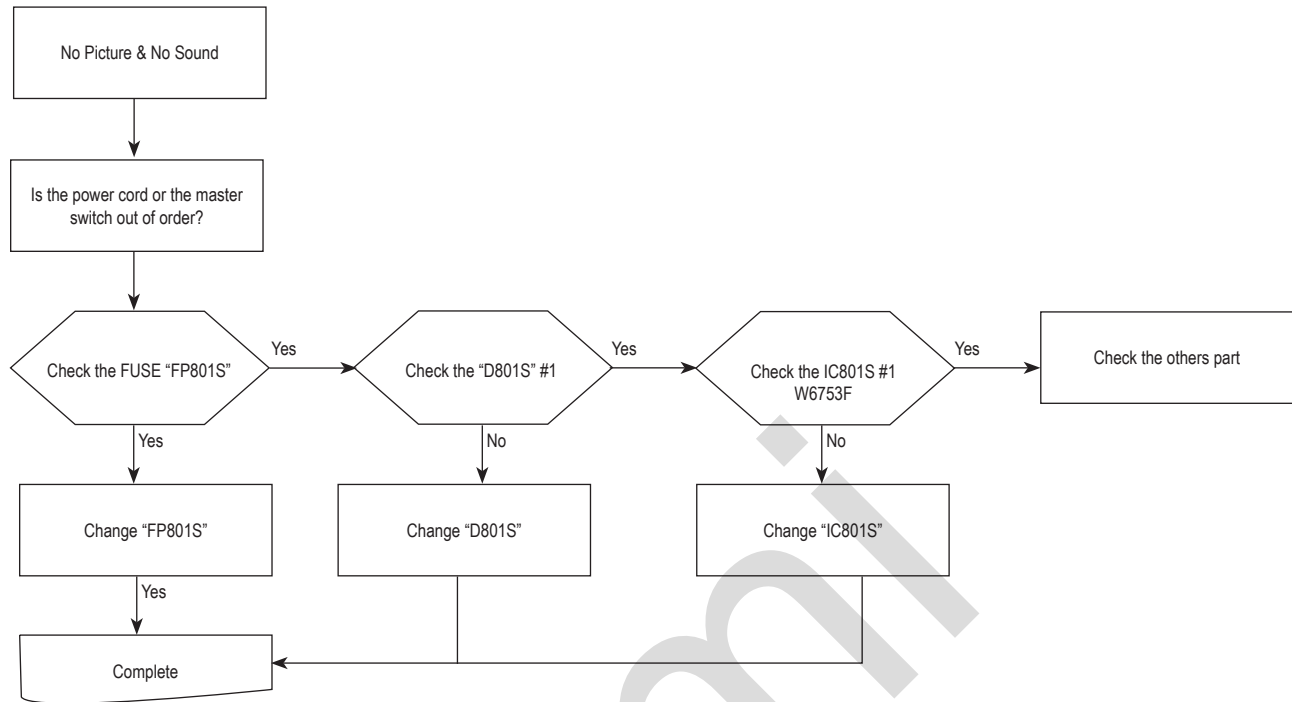 No Picture & No Sound
Is the power cord or the master
switch out of order?
Check the FUSE “FP801S”
Yes
Check the “D801S” #1
Yes
Check the IC801S #1
W6753F
Yes
Check the others part
Yes
No
No
Change “FP801S”
Change “D801S”
Change “IC801S”
Yes
Complete